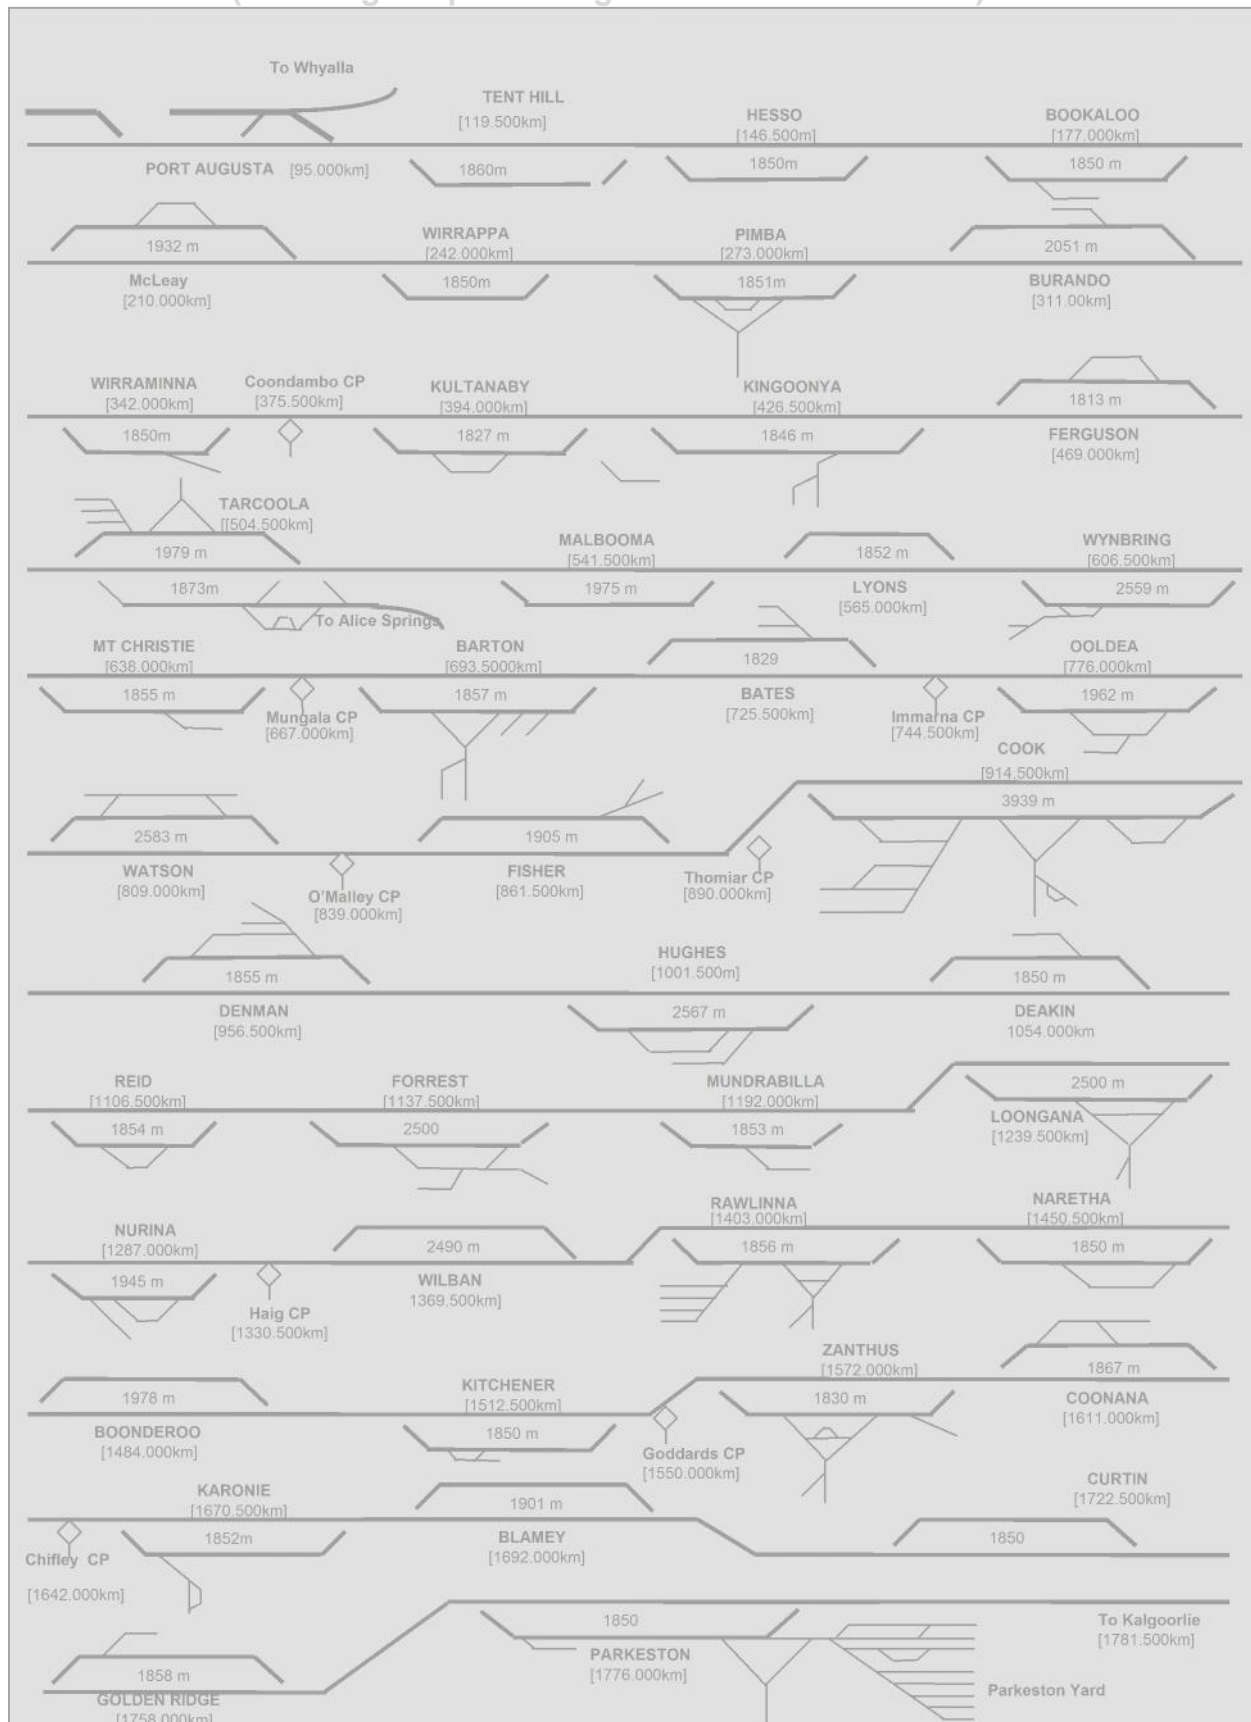 To Whyalla
TENT HILL
[119.500km]
HESSO
[146.500m]
BOOKALOO
[177.000km]
PORT AUGUSTA [95.000km]
1860m
1850m
1850 m
1932 m
WIRRAPPA
[242.000km]
PIMBA
[273.000km]
2051 m
McLeay
[210.000km]
1850m
1851m
BURANDO
[311.00km]
WIRRAMINNA
[342.000km]
Coondambo CP
[375.500km]
KULTANABY
[394.000km]
KINGOONYA
[426.500km]
1813 m
1850m
1827 m
1846 m
FERGUSON
[469.000km]
TARCOOLA
[[504.500km]
1979 m
MALBOOMA
[541.500km]
1852 m
WYNBRING
[606.500km]
1873m
1975 m
LYONS
[565.000km]
2559 m
To Alice Springs
MT CHRISTIE
[638.000km]
BARTON
[693.5000km]
1829
OOLDEA
[776.000km]
1855 m
Mungala CP
[667.000km]
1857 m
BATES
[725.500km]
Immarna CP
[744.500km]
1962 m
COOK
[914.500km]
3939 m
2583 m
1905 m
WATSON
[809.000km]
O'Malley CP
[839.000km]
FISHER
[861.500km]
Thomiar CP
[890.000km]
1855 m
HUGHES
[1001.500m]
1850 m
DENMAN
[956.500km]
2567 m
DEAKIN
1054.000km
REID
[1106.500km]
FORREST
[1137.500km]
MUNDRABILLA
[1192.000km]
2500 m
LOONGANA
[1239.500km]
1854 m
2500
1853 m
NURINA
[1287.000km]
2490 m
RAWLINNA
[1403.000km]
NARETHA
[1450.500km]
1945 m
Haig CP
[1330.500km]
WILBAN
1369.500km]
1856 m
1850 m
ZANTHUS
[1572.000km]
1867 m
1978 m
KITCHENER
[1512.500km]
1830 m
COONANA
[1611.000km]
BOONDEROO
[1484.000km]
1850 m
Goddards CP
[1550.000km]
KARONIE
[1670.500km]
1901 m
CURTIN
[1722.500km]
Chifley CP
[1642.000km]
1852m
BLAMEY
[1692.000km]
1850
1850
To Kalgoorlie
[1781.500km]
1858 m
PARKESTON
[1776.000km]
Parkeston Yard
GOLDEN RIDGE
[1758.000km]